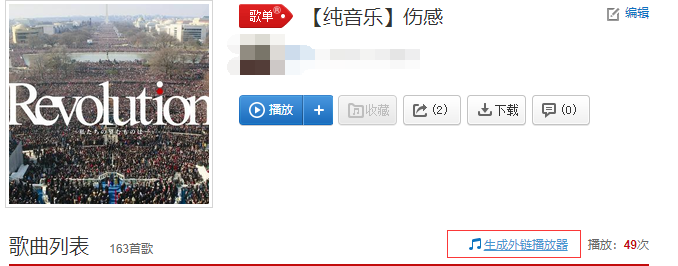 歌单®
【纯音乐】伤感
编辑
Revolution
播放 +
收藏
(2)
下载
(0)
歌曲列表 163首歌
生成外链播放器
播放：49次